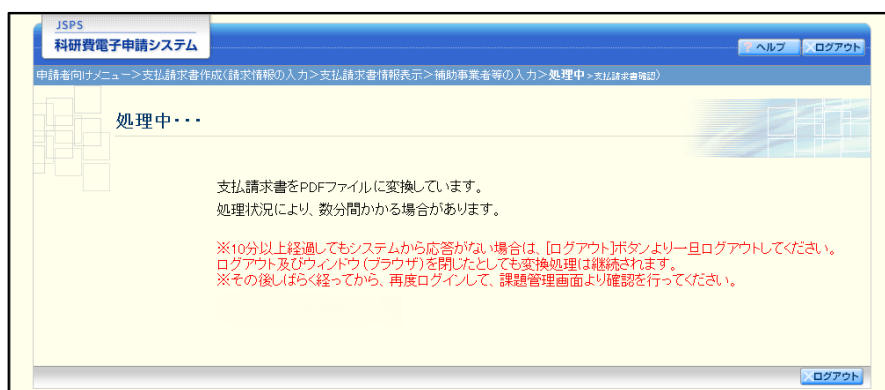 JSPS
科研費電子申請システム
ヘルプ
ログアウト
申請者向けメニュー>支払請求書作成(請求情報の入力>支払請求書情報表示>補助事業者等の入力>処理中>支払請求書確認)
処理中・・・
支払請求書をPDFファイルに変換しています。
処理状況により、数分間かかる場合があります。
※10分以上経過してもシステムから応答がない場合は、[ログアウト]ボタンより一旦ログアウトしてください。
ログアウト及びウィンドウ(ブラウザ)を閉じたとしても変換処理は継続されます。
※その後しばらく経ってから、再度ログインして、課題管理画面より確認を行ってください。
ログアウト